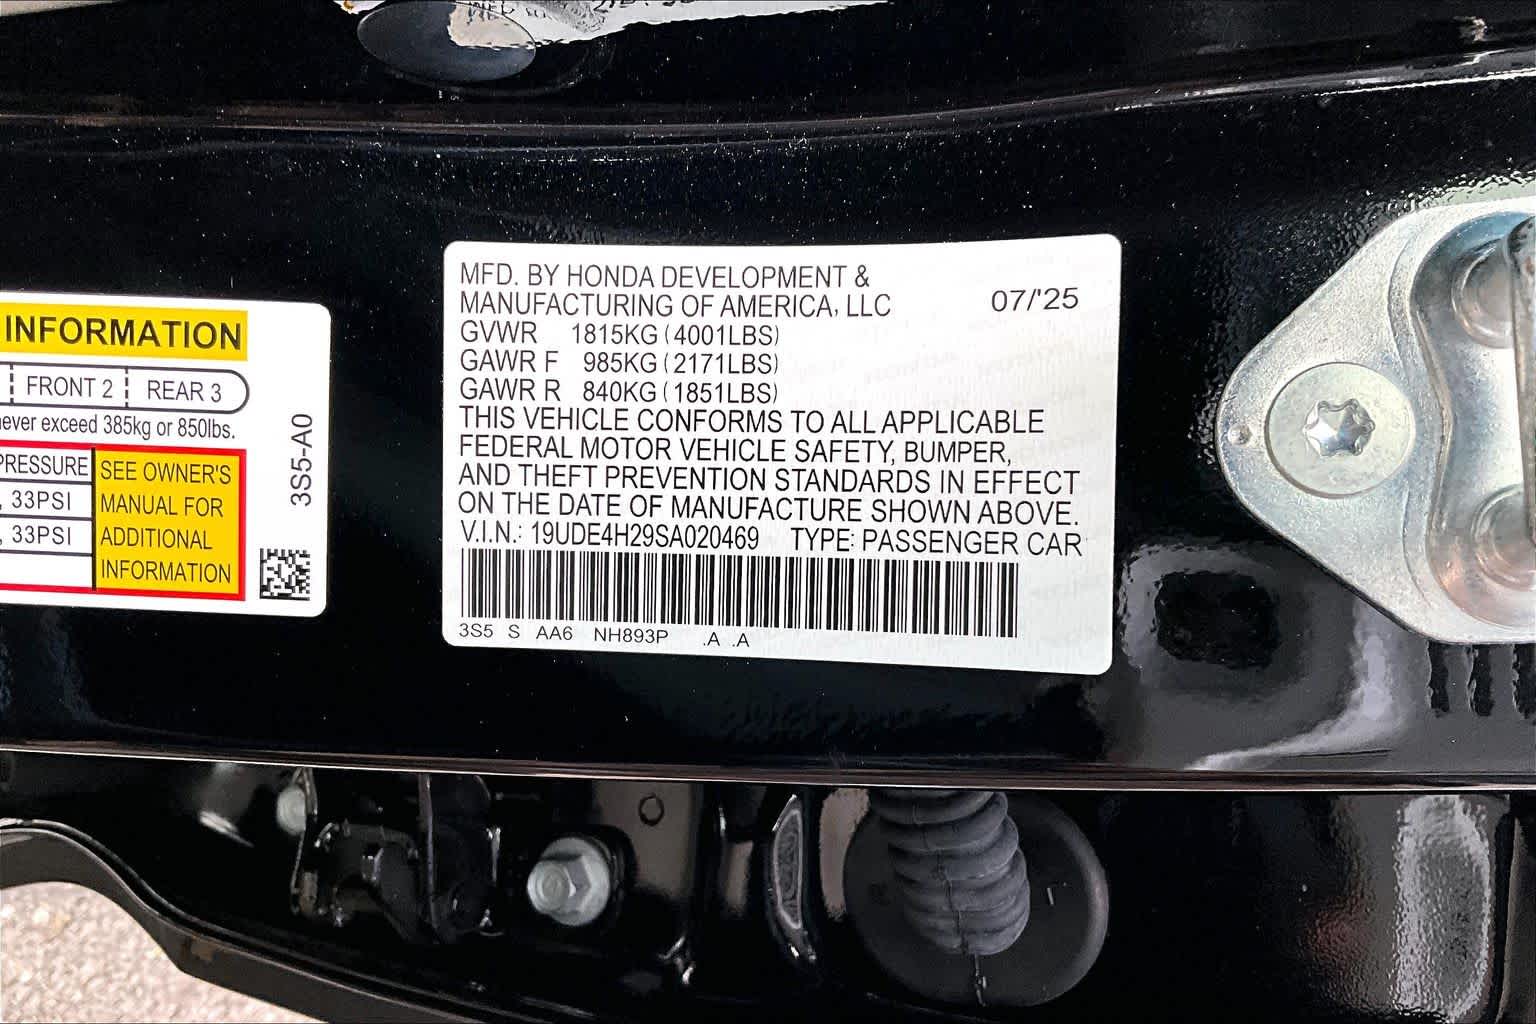 INFORMATION
FRONT 2 REAR 3
never exceed 385kg or 850lbs.
PRESSURE
, 33PSI
, 33PSI
SEE OWNER'S
MANUAL FOR
ADDITIONAL
INFORMATION
3S5-A0
MFD. BY HONDA DEVELOPMENT &
MANUFACTURING OF AMERICA, LLC 07/'25
GVWR 1815KG (4001LBS)
GAWR F 985KG (2171LBS)
GAWR R 840KG (1851LBS)
THIS VEHICLE CONFORMS TO ALL APPLICABLE
FEDERAL MOTOR VEHICLE SAFETY, BUMPER,
AND THEFT PREVENTION STANDARDS IN EFFECT
ON THE DATE OF MANUFACTURE SHOWN ABOVE.
V.I.N.: 19UDE4H29SA020469 TYPE: PASSENGER CAR
3S5 S AA6 NH893P .A .A